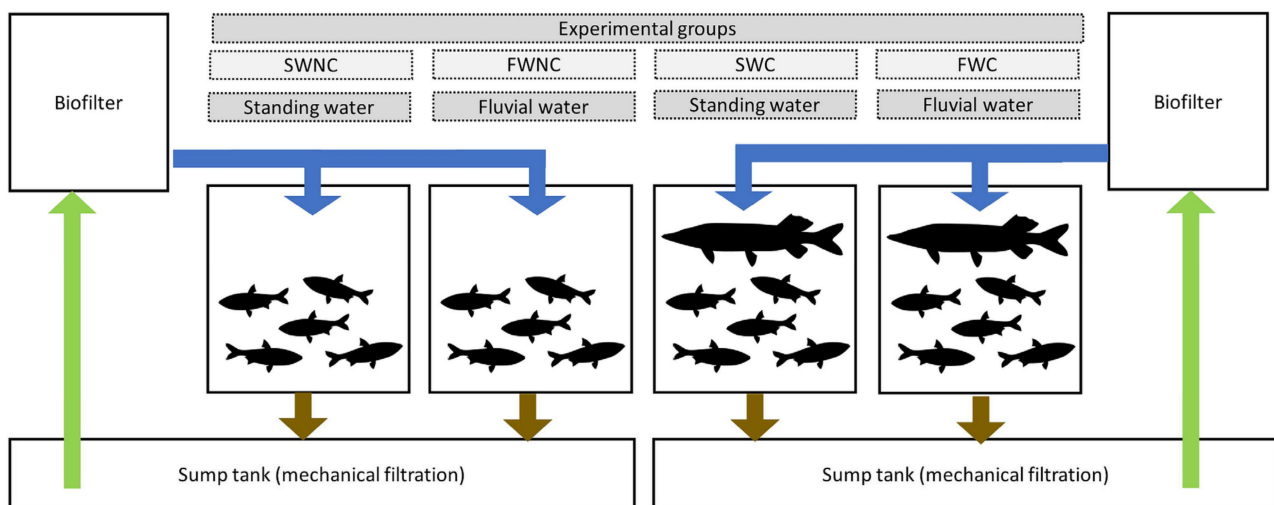 Experimental groups
SWNC
FWNC
SWC
FWC
Biofilter
Standing water
Fluvial water
Standing water
Fluvial water
Biofilter
Sump tank (mechanical filtration)
Sump tank (mechanical filtration)